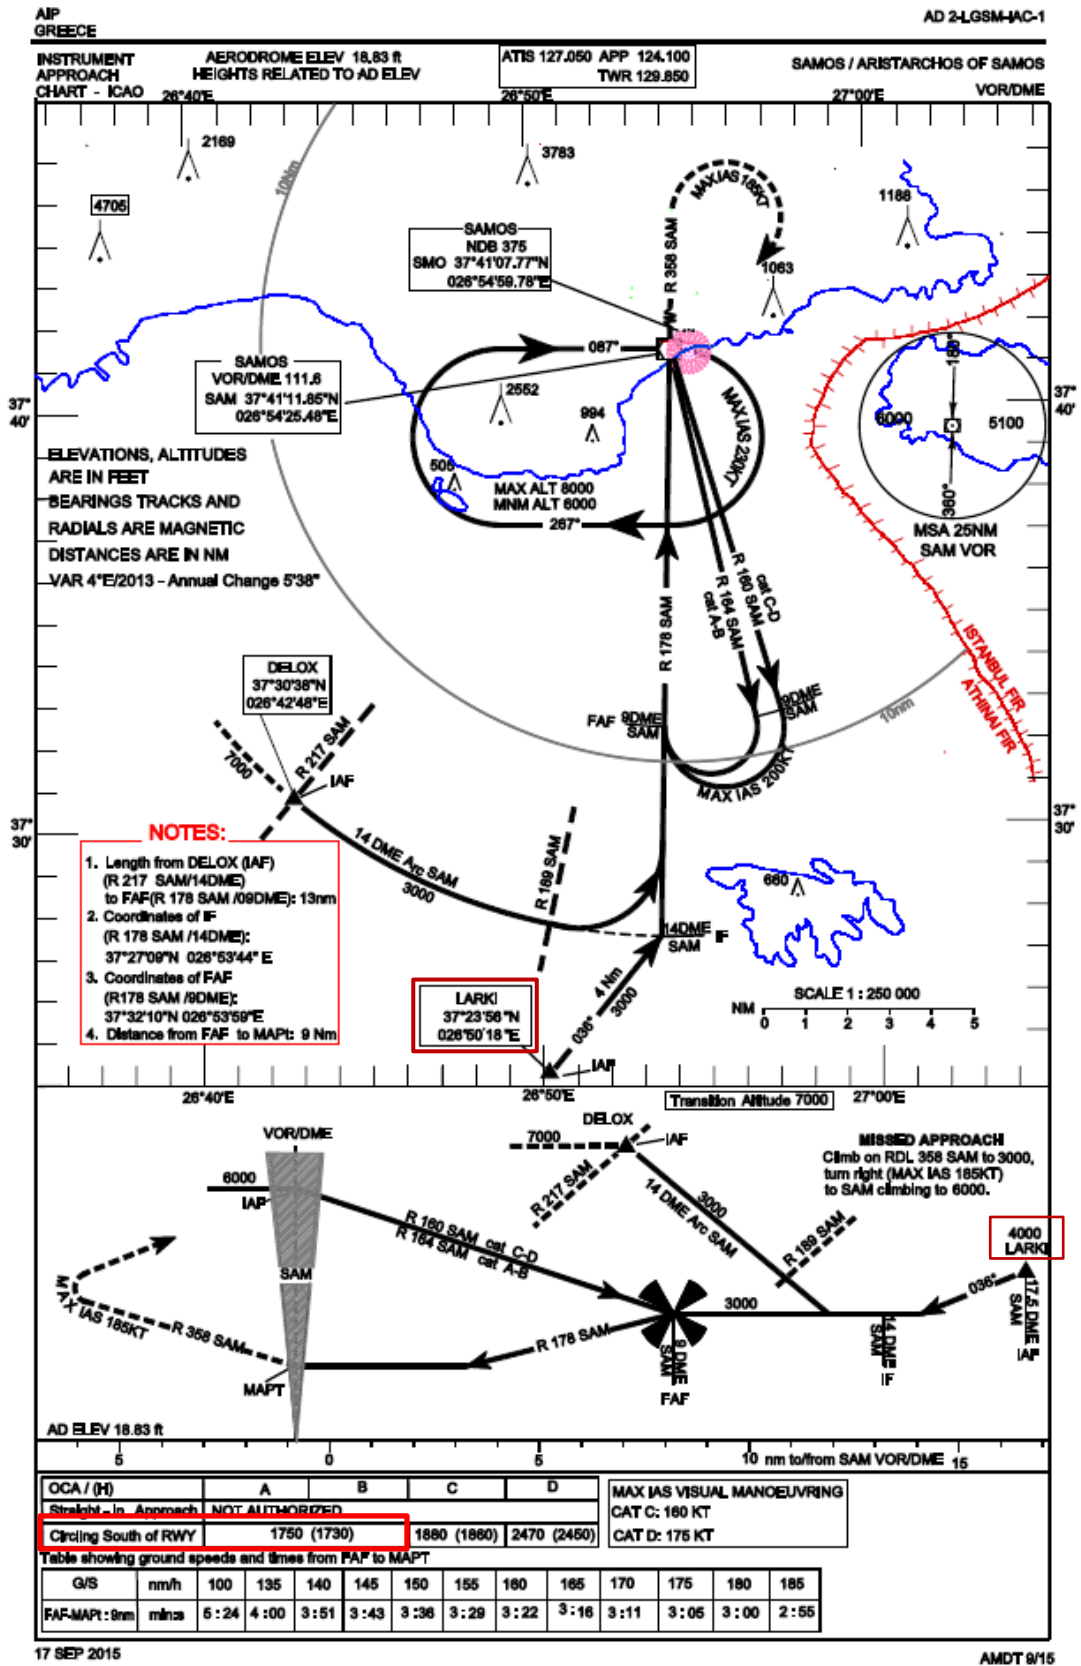 AIP
GREECE
AD 2-LGSM-IAC-1
INSTRUMENT
APPROACH
CHART - ICAO
AERODROME ELEV 18,83 ft
HEIGHTS RELATED TO AD ELEV
ATIS 127.050 APP 124.100
TWR 129.850
SAMOS / ARISTARCHOS OF SAMOS
VOR/DME
26°40'E
26°50'E
27°00'E
2169
3783
4705
10Nm
MAX IAS 185KT
1188
SAMOS
NDB 375
SMO 37°41'07.77"N
026°54'59.78"E
R 358 SAM
1063
087°
SAMOS
VOR/DME 111.6
SAM 37°41'11.85"N
026°54'25.48"E
2552
994
MAX IAS 230KT
180°
6000
5100
360°
37°
40'
37°
40'
505
MAX ALT 8000
MNM ALT 6000
267°
MSA 25NM
SAM VOR
ELEVATIONS, ALTITUDES
ARE IN FEET
BEARINGS TRACKS AND
RADIALS ARE MAGNETIC
DISTANCES ARE IN NM
VAR 4°E/2013 - Annual Change 5'38"
R 178 SAM
cat C-D
R 160 SAM
R 164 SAM
cat A-B
ISTANBUL FIR
ATHINAI FIR
DELOX
37°30'38"N
026°42'48"E
FAF
9DME
SAM
9DME
SAM
10nm
MAX IAS 200KT
7000
R 217 SAM
IAF
37°
30'
37°
30'
NOTES:
1. Length from DELOX (IAF)
(R 217 SAM/14DME)
to FAF(R 178 SAM /09DME): 13nm
2. Coordinates of IF
(R 178 SAM /14DME):
37°27'09"N 026°53'44" E
3. Coordinates of FAF
(R178 SAM /9DME):
37°32'10"N 026°53'59"E
4. Distance from FAF to MAPt: 9 Nm
14 DME Arc SAM
3000
R 189 SAM
660
14DME
SAM
IF
LARKI
37°23'56"N
026°50'18"E
4 Nm
036°
3000
IAF
SCALE 1 : 250 000
NM
0 1 2 3 4 5
26°40'E
26°50'E
27°00'E
Transition Altitude 7000
VOR/DME
DELOX
7000
IAF
R 217 SAM
MISSED APPROACH
Climb on RDL 358 SAM to 3000,
turn right (MAX IAS 185KT)
to SAM climbing to 6000.
6000
IAF
R 160 SAM cat C-D
R 164 SAM cat A-B
14 DME Arc SAM
3000
R 189 SAM
4000
LARKI
SAM
MAX IAS 185KT
R 358 SAM
R 178 SAM
3000
036°
17.5 DME
SAM
IAF
MAPT
9 DME
SAM
FAF
14 DME
SAM
IF
AD ELEV 18.83 ft
5 0 5 10 nm to/from SAM VOR/DME 15
OCA / (H) A B C D
Straight - in Approach NOT AUTHORIZED
Circling South of RWY 1750 (1730) 1880 (1860) 2470 (2450)
MAX IAS VISUAL MANOEUVRING
CAT C: 160 KT
CAT D: 175 KT
Table showing ground speeds and times from FAF to MAPT
G/S nm/h 100 135 140 145 150 155 160 165 170 175 180 185
FAF-MAPt : 9nm min:s 5:24 4:00 3:51 3:43 3:36 3:29 3:22 3:16 3:11 3:05 3:00 2:55
17 SEP 2015
AMDT 9/15